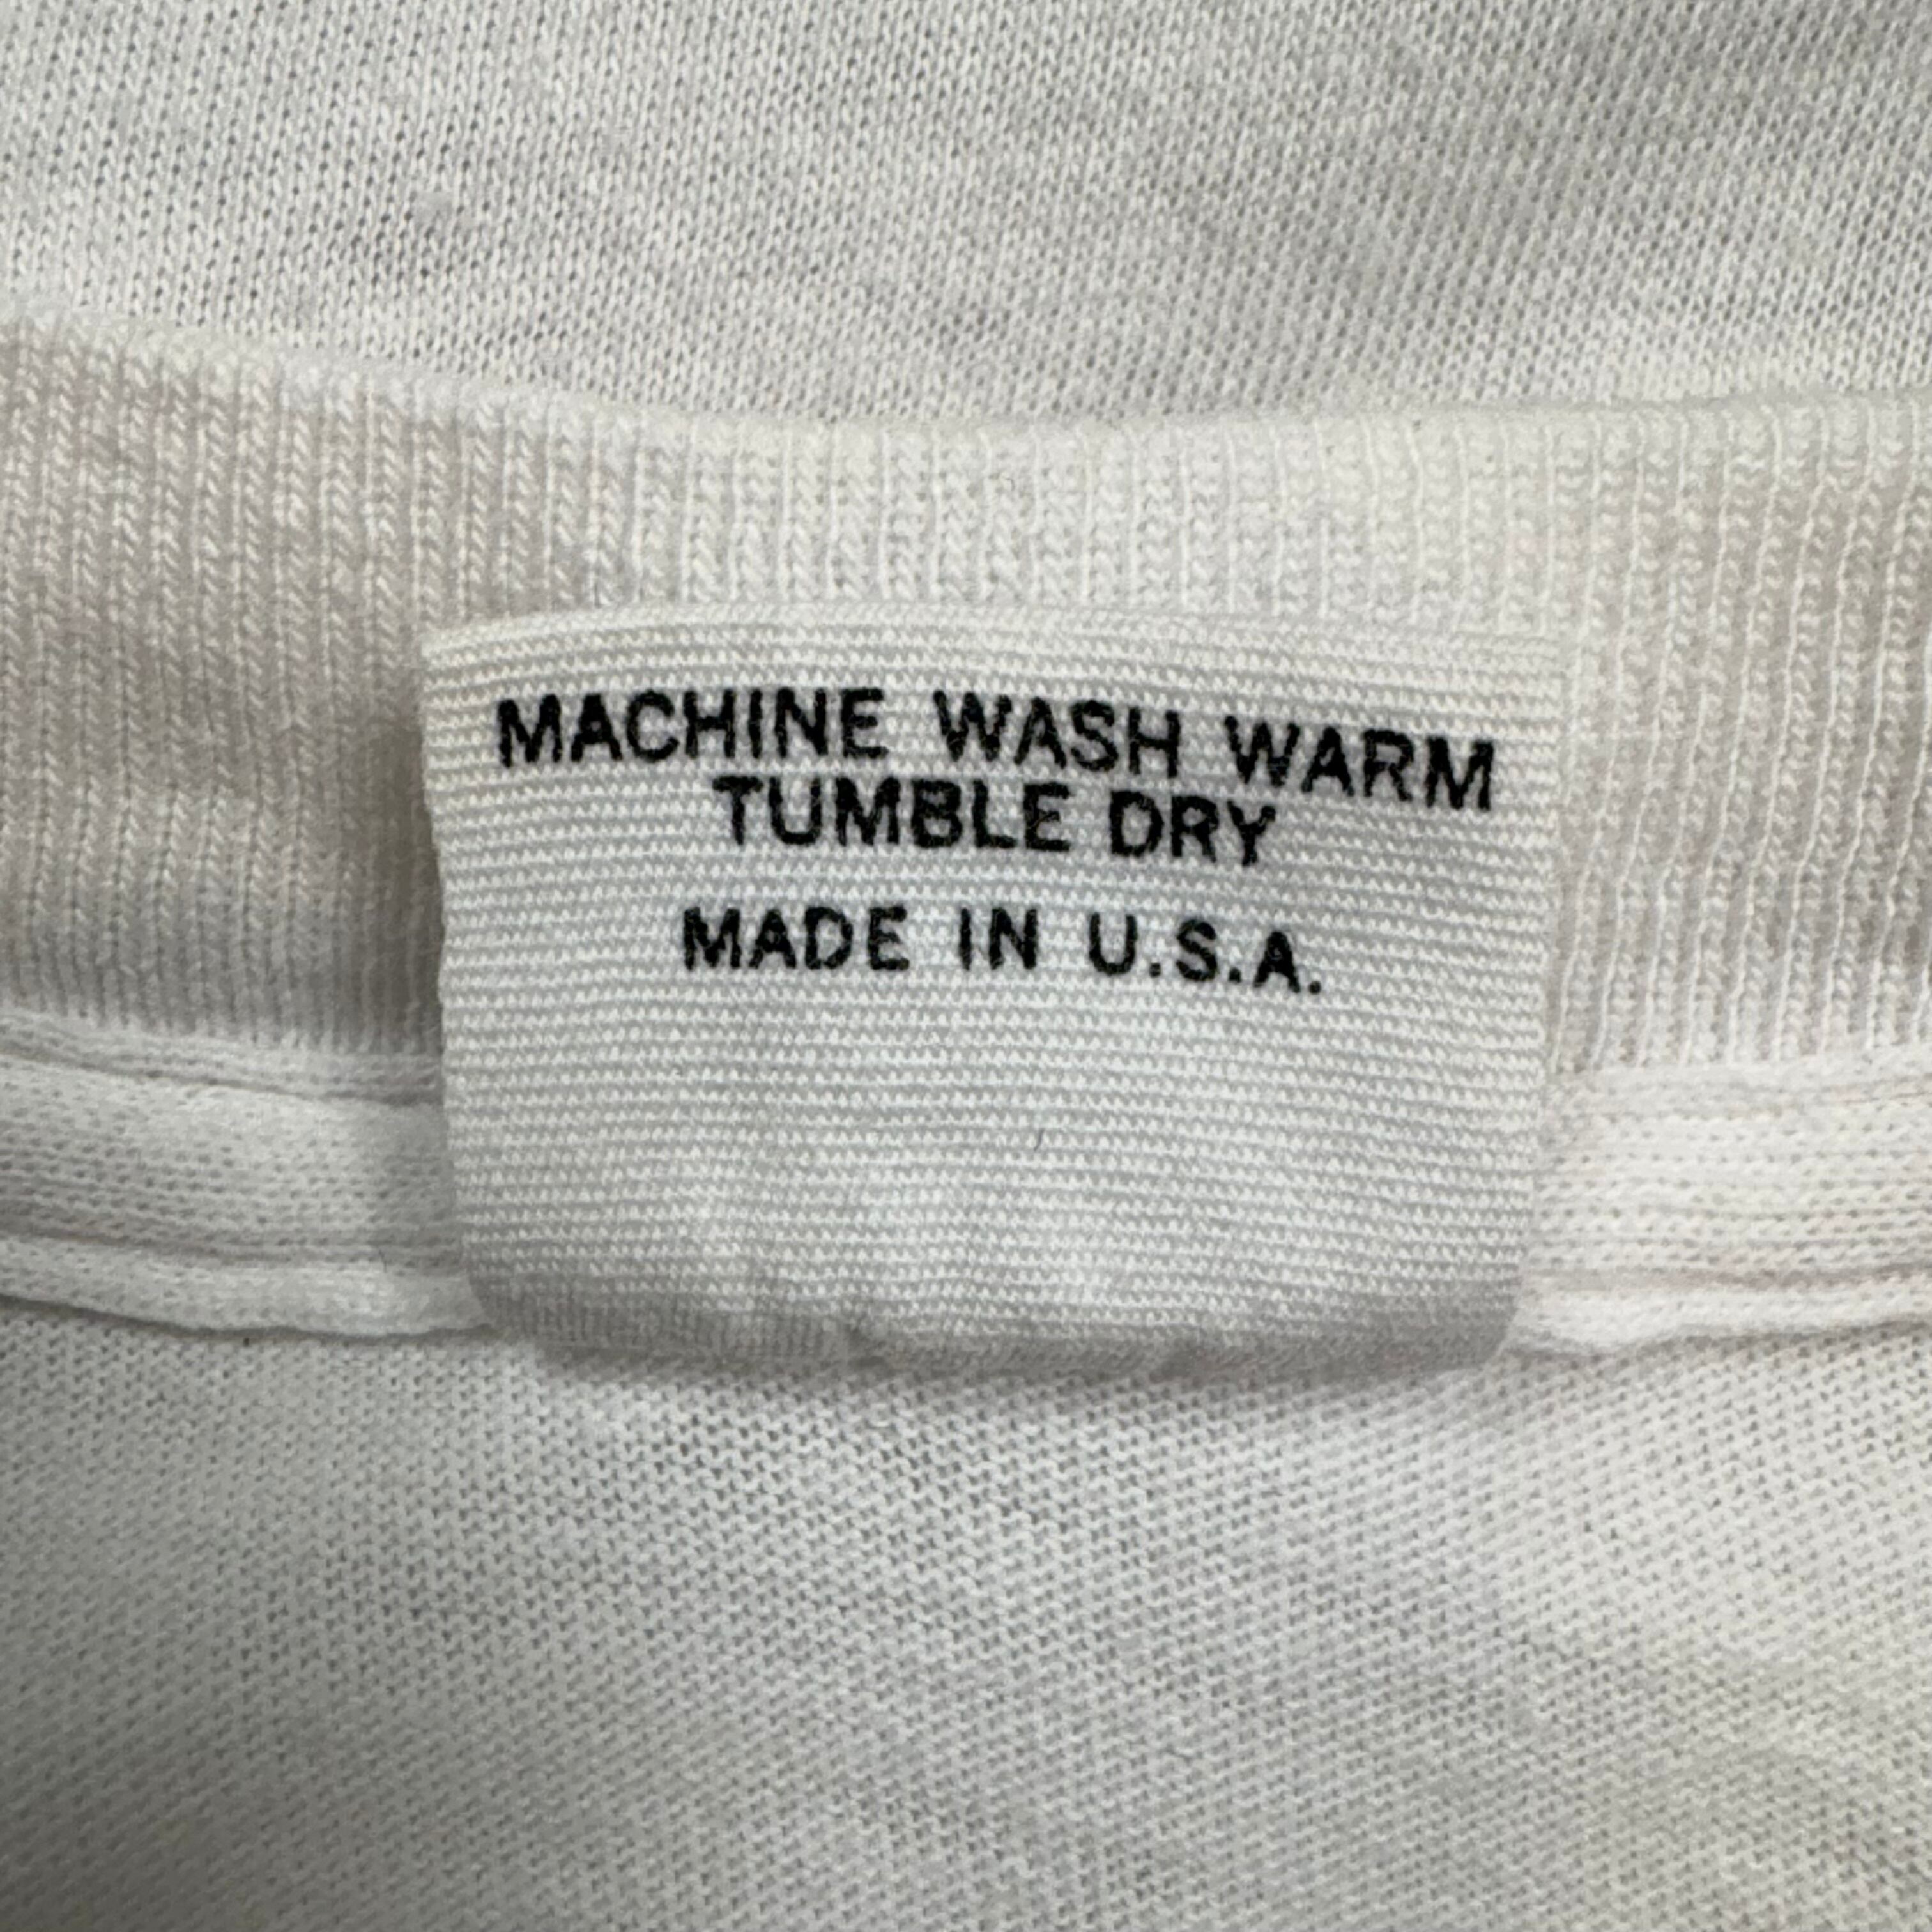 MACHINE WASH WARM
TUMBLE DRY
MADE IN U.S.A.